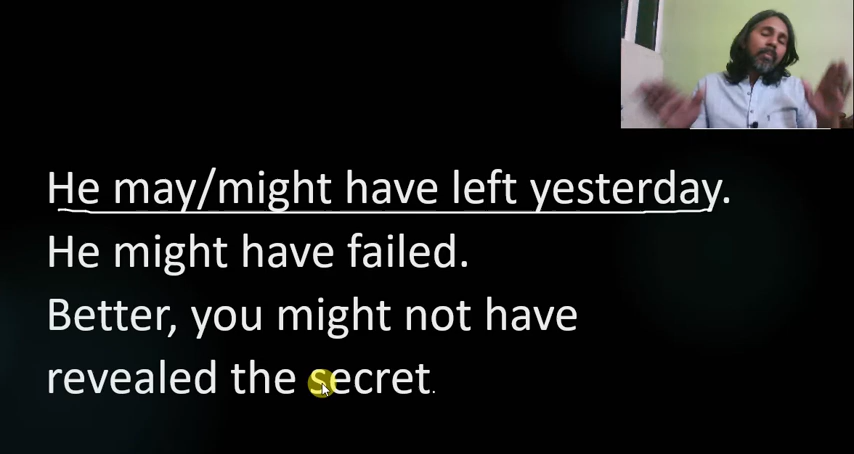 He may/might have left yesterday.
He might have failed.
Better, you might not have
revealed the secret.